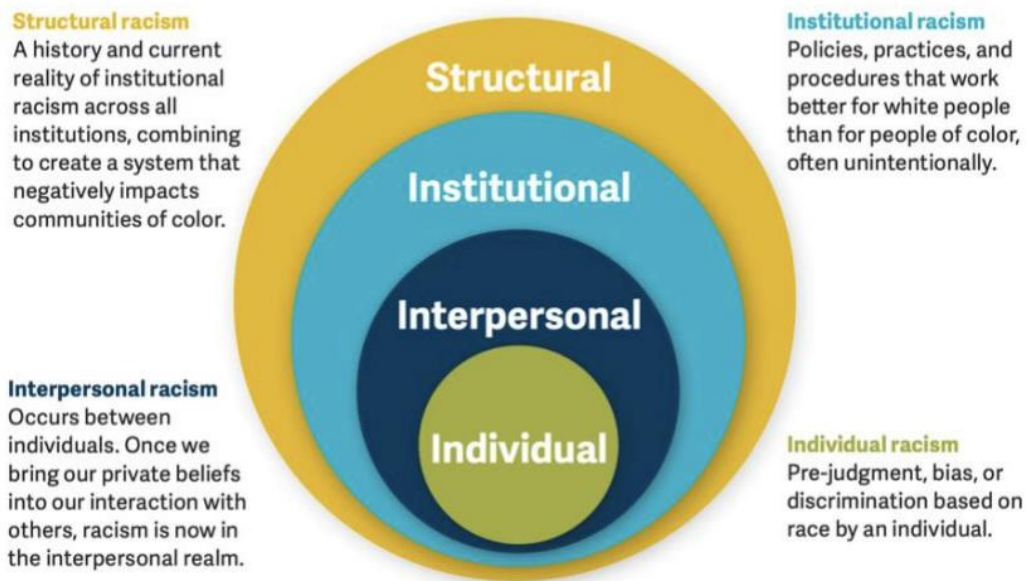 Structural racism
A history and current
reality of institutional
racism across all
institutions, combining
to create a system that
negatively impacts
communities of color.
Institutional racism
Policies, practices, and
procedures that work
better for white people
than for people of color,
often unintentionally.
Structural
Institutional
Interpersonal
Individual
Interpersonal racism
Occurs between
individuals. Once we
bring our private beliefs
into our interaction with
others, racism is now in
the interpersonal realm.
Individual racism
Pre-judgment, bias, or
discrimination based on
race by an individual.